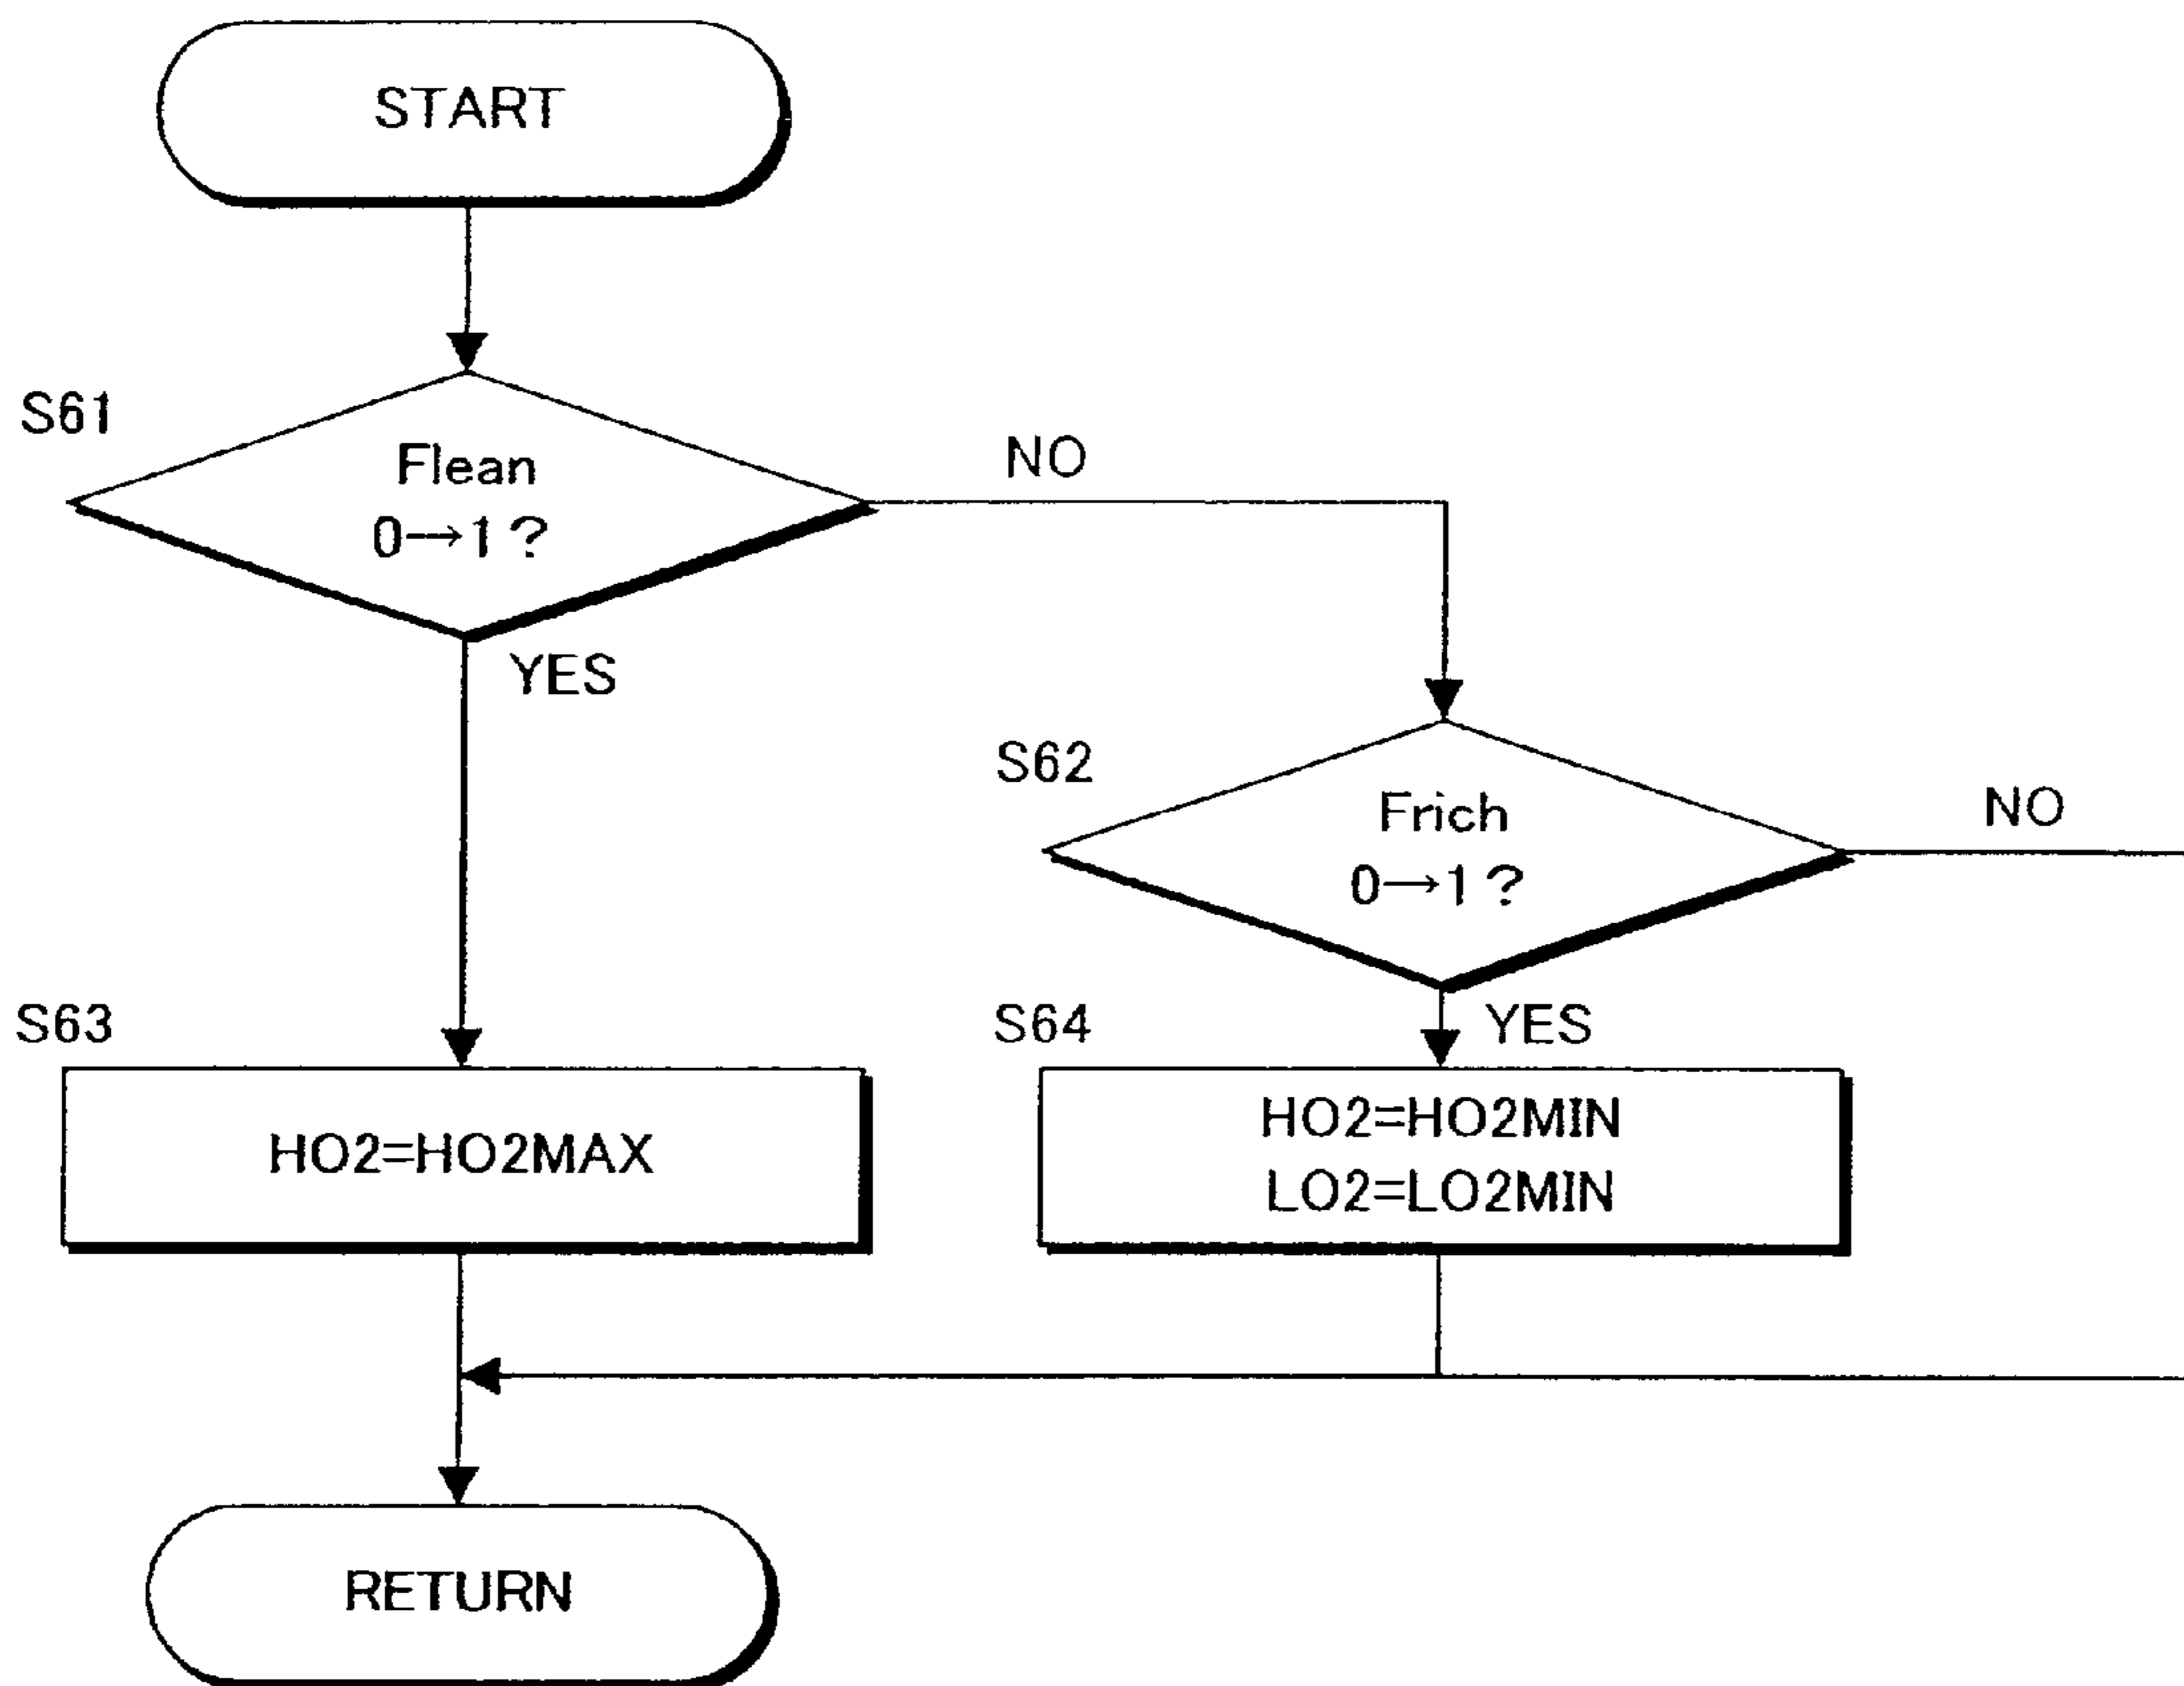 START
S61
Flean
0→1?
NO
YES
S62
Frich
0→1?
NO
S63
S64
YES
HO2=HO2MAX
HO2=HO2MIN
LO2=LO2MIN
RETURN